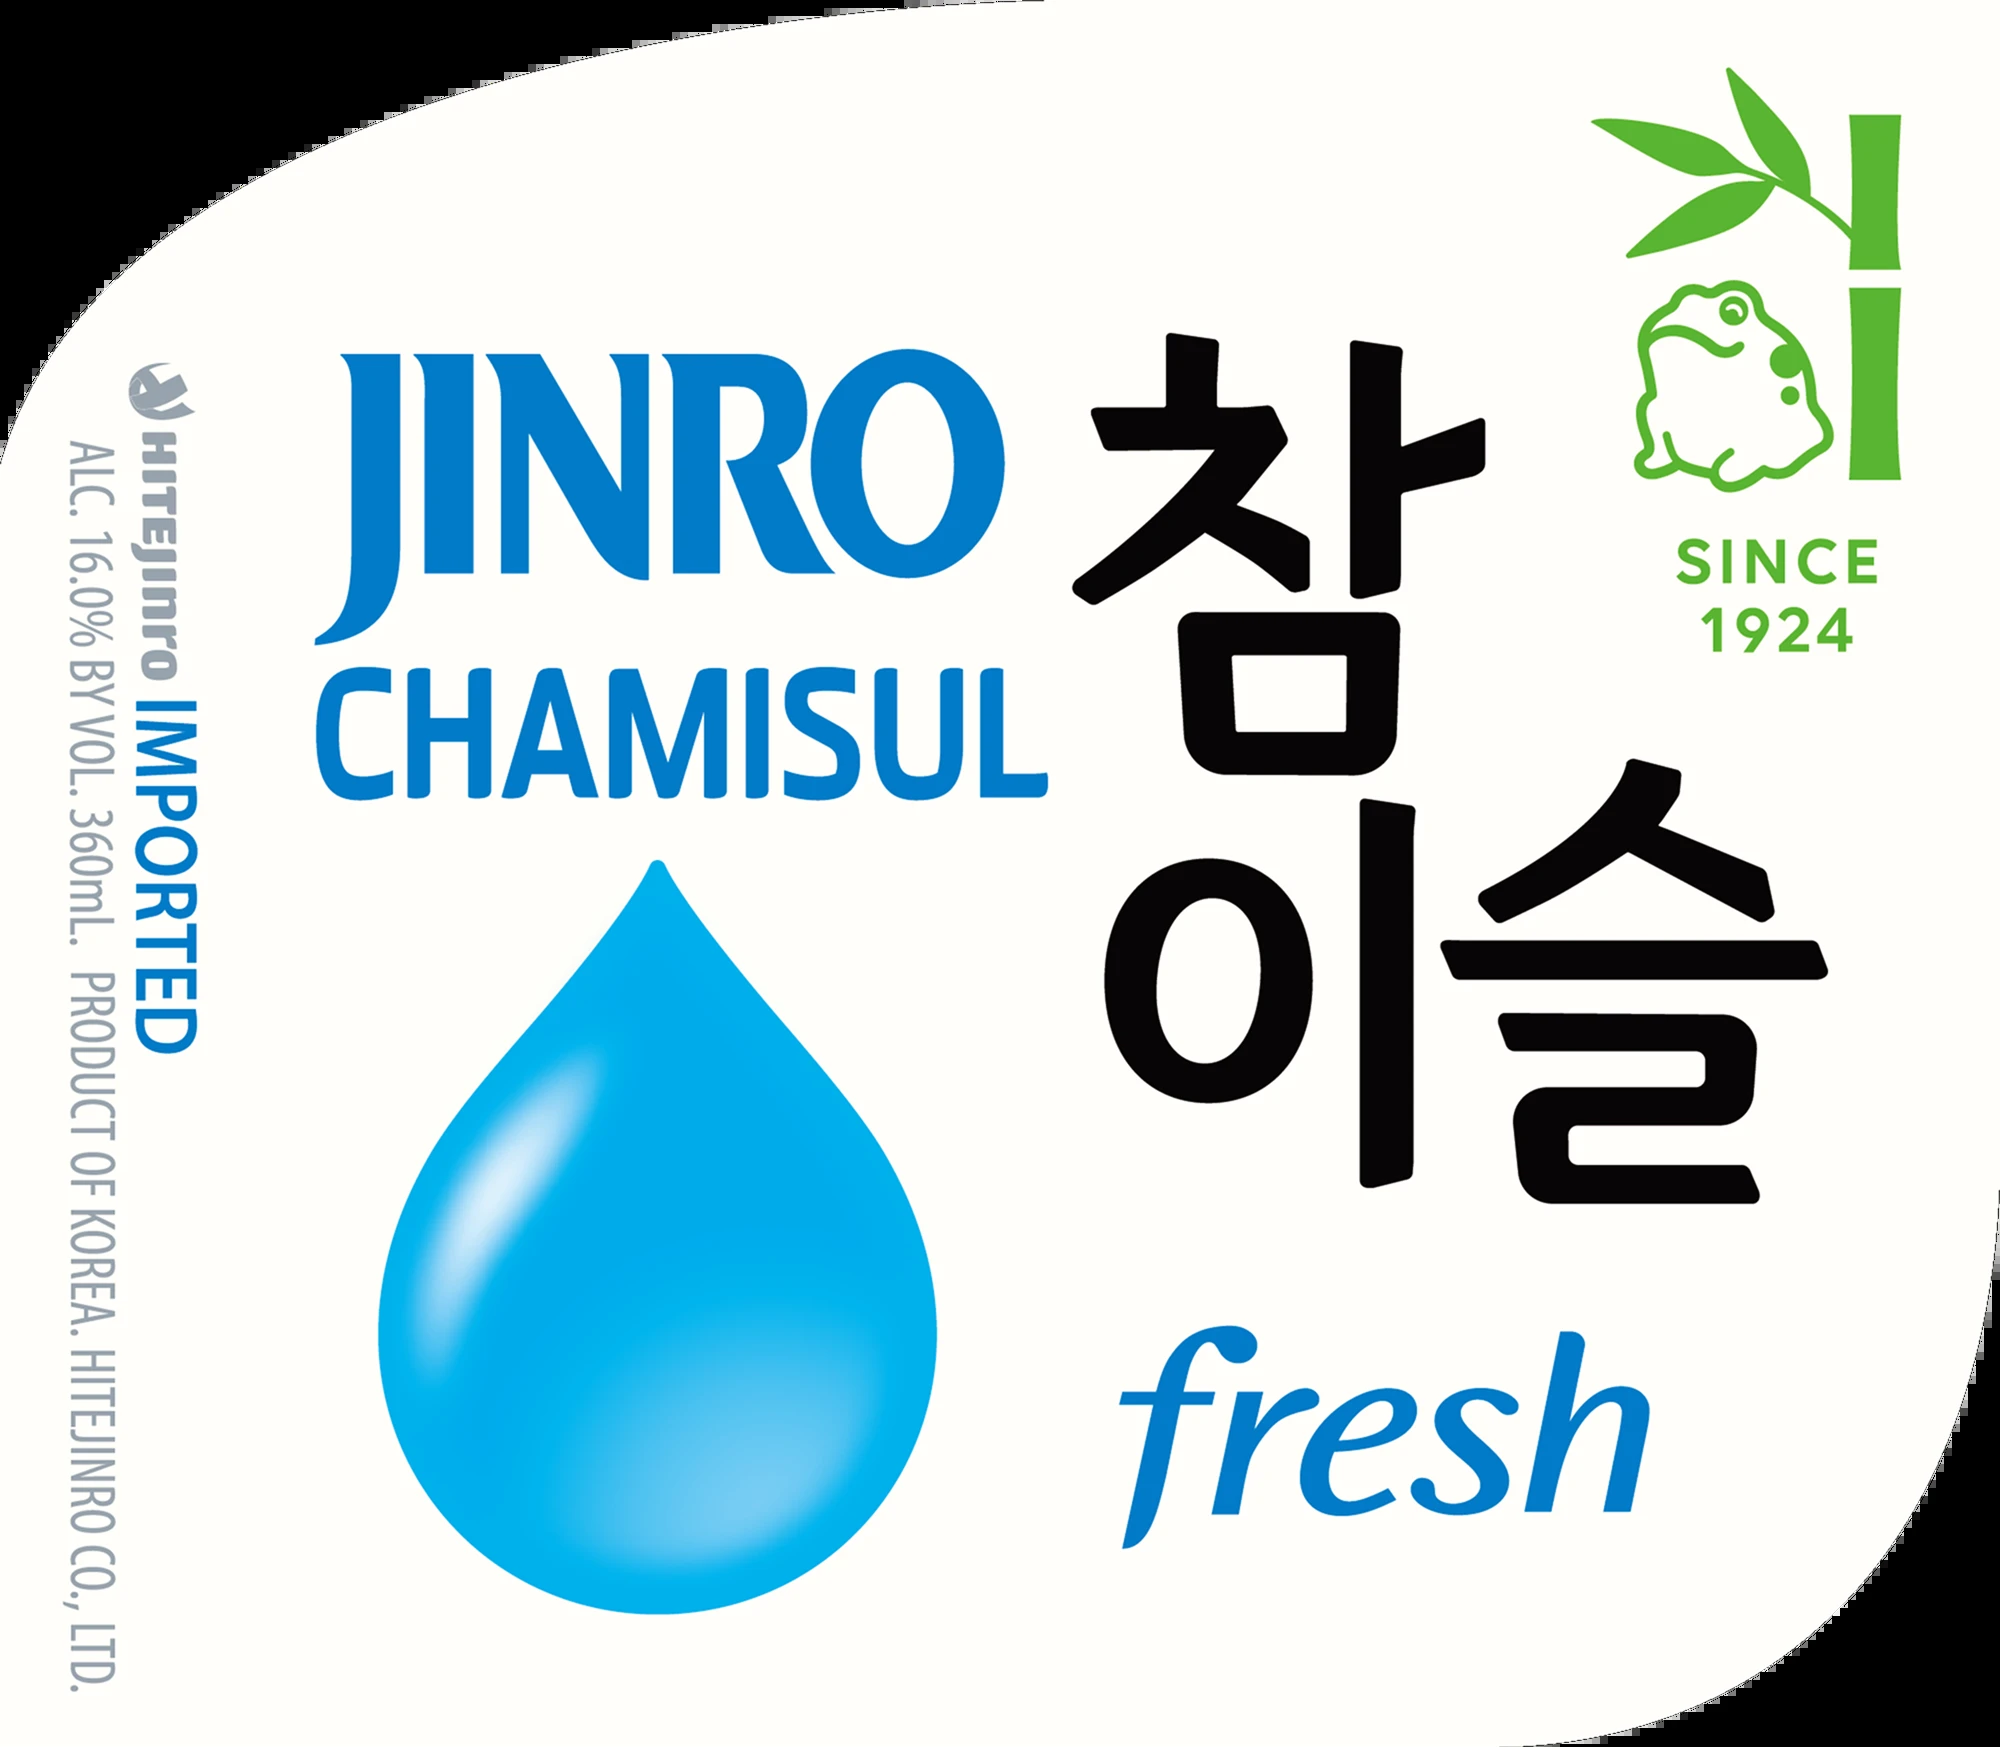 JINRO
CHAMISUL
참
이슬
fresh
SINCE
1924
HITEJINRO IMPORTED
ALC. 16.0% BY VOL. 360mL. PRODUCT OF KOREA. HITEJINRO CO., LTD.